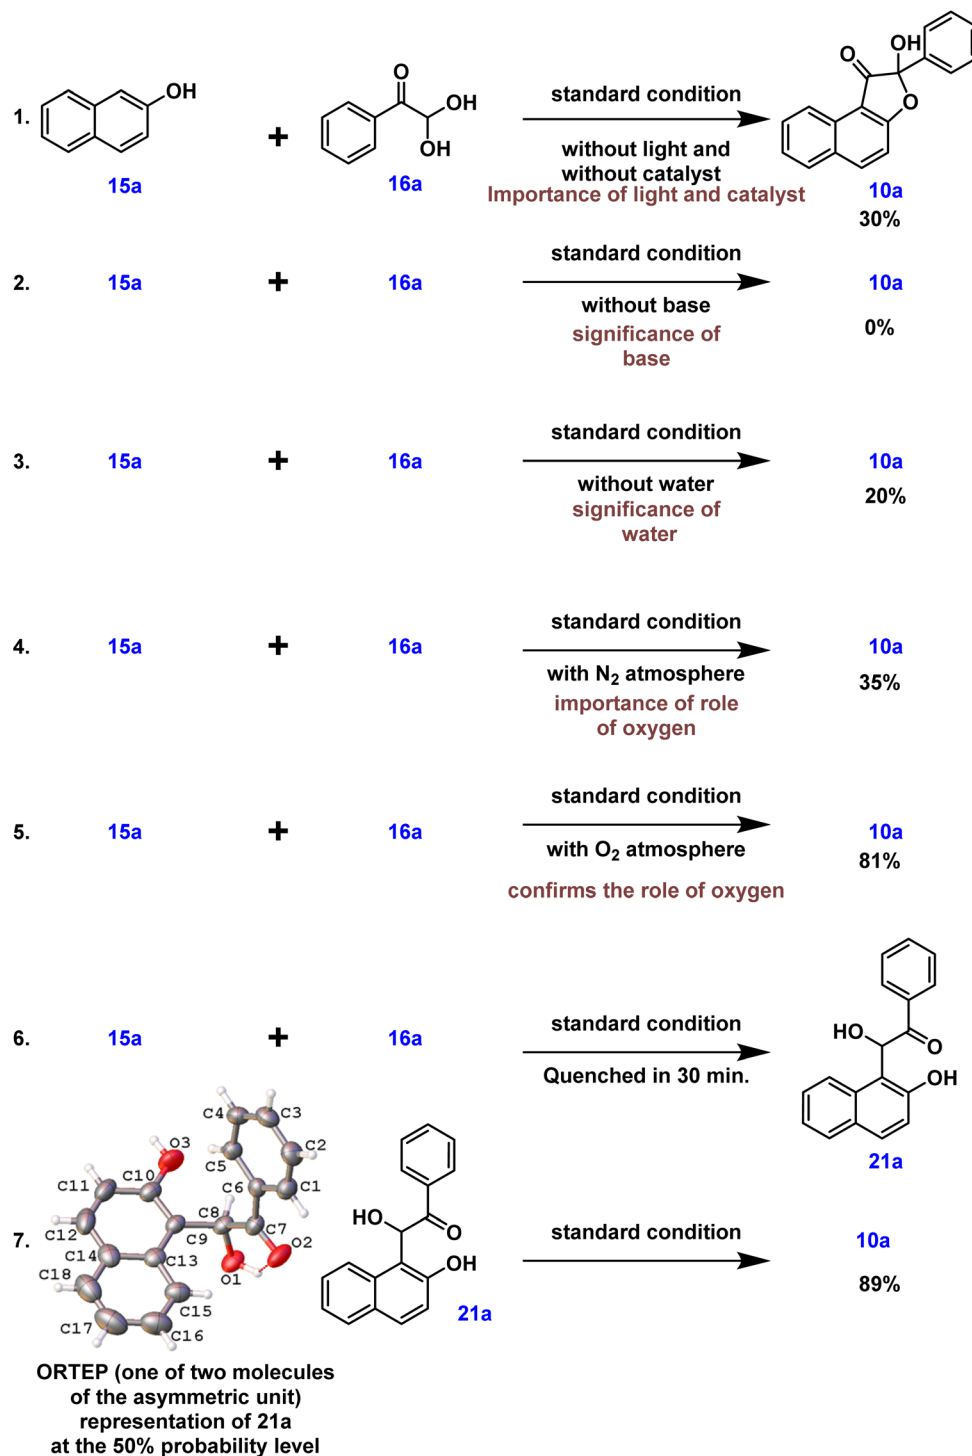 1.
OH
15a
+
O
OH
OH
16a
standard condition
without light and
without catalyst
Importance of light and catalyst
O
OH
O
10a
30%
2.
15a
+
16a
standard condition
without base
significance of
base
10a
0%
3.
15a
+
16a
standard condition
without water
significance of
water
10a
20%
4.
15a
+
16a
standard condition
with N₂ atmosphere
importance of role
of oxygen
10a
35%
5.
15a
+
16a
standard condition
with O₂ atmosphere
confirms the role of oxygen
10a
81%
6.
15a
+
16a
standard condition
Quenched in 30 min.
HO
O
OH
21a
7.
C4
C3
O3
C2
C5
C10
C11
C6
C1
C8
C12
C9
C7
O2
C14
C13
O1
C18
C15
C17
C16
HO
O
OH
21a
standard condition
10a
89%
ORTEP (one of two molecules
of the asymmetric unit)
representation of 21a
at the 50% probability level